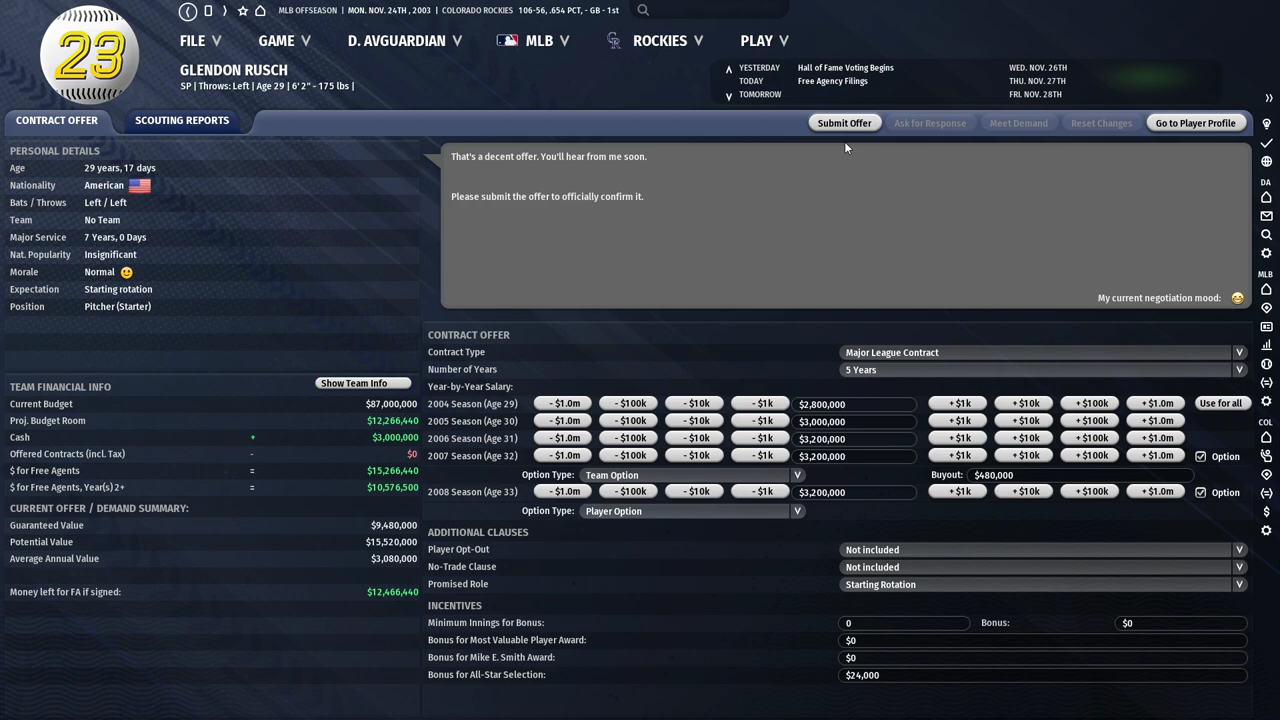 MLB OFFSEASON | MON. NOV. 24TH , 2003 | COLORADO ROCKIES 106-56, .654 PCT, - GB - 1st
23
FILE GAME D. AVGUARDIAN MLB ROCKIES PLAY
GLENDON RUSCH
SP | Throws: Left | Age 29 | 6' 2" - 175 lbs |
YESTERDAY Hall of Fame Voting Begins WED. NOV. 26TH
TODAY Free Agency Filings THU. NOV. 27TH
TOMORROW FRI. NOV. 28TH
CONTRACT OFFER SCOUTING REPORTS
Submit Offer Ask for Response Meet Demand Reset Changes Go to Player Profile
PERSONAL DETAILS
Age 29 years, 17 days
Nationality American
Bats / Throws Left / Left
Team No Team
Major Service 7 Years, 0 Days
Nat. Popularity Insignificant
Morale Normal
Expectation Starting rotation
Position Pitcher (Starter)
TEAM FINANCIAL INFO Show Team Info
Current Budget $87,000,000
Proj. Budget Room $12,266,440
Cash + $3,000,000
Offered Contracts (incl. Tax) - $0
$ for Free Agents = $15,266,440
$ for Free Agents, Year(s) 2+ = $10,576,500
CURRENT OFFER / DEMAND SUMMARY:
Guaranteed Value $9,480,000
Potential Value $15,520,000
Average Annual Value $3,080,000
Money left for FA if signed: $12,466,440
That's a decent offer. You'll hear from me soon.
Please submit the offer to officially confirm it.
My current negotiation mood:
CONTRACT OFFER
Contract Type Major League Contract
Number of Years 5 Years
Year-by-Year Salary:
2004 Season (Age 29) - $1.0m - $100k - $10k - $1k $2,800,000 + $1k + $10k + $100k + $1.0m Use for all
2005 Season (Age 30) - $1.0m - $100k - $10k - $1k $3,000,000 + $1k + $10k + $100k + $1.0m
2006 Season (Age 31) - $1.0m - $100k - $10k - $1k $3,200,000 + $1k + $10k + $100k + $1.0m
2007 Season (Age 32) - $1.0m - $100k - $10k - $1k $3,200,000 + $1k + $10k + $100k + $1.0m Option
Option Type: Team Option Buyout: $480,000
2008 Season (Age 33) - $1.0m - $100k - $10k - $1k $3,200,000 + $1k + $10k + $100k + $1.0m Option
Option Type: Player Option
ADDITIONAL CLAUSES
Player Opt-Out Not included
No-Trade Clause Not included
Promised Role Starting Rotation
INCENTIVES
Minimum Innings for Bonus: 0 Bonus: $0
Bonus for Most Valuable Player Award: $0
Bonus for Mike E. Smith Award: $0
Bonus for All-Star Selection: $24,000
DA
MLB
COL